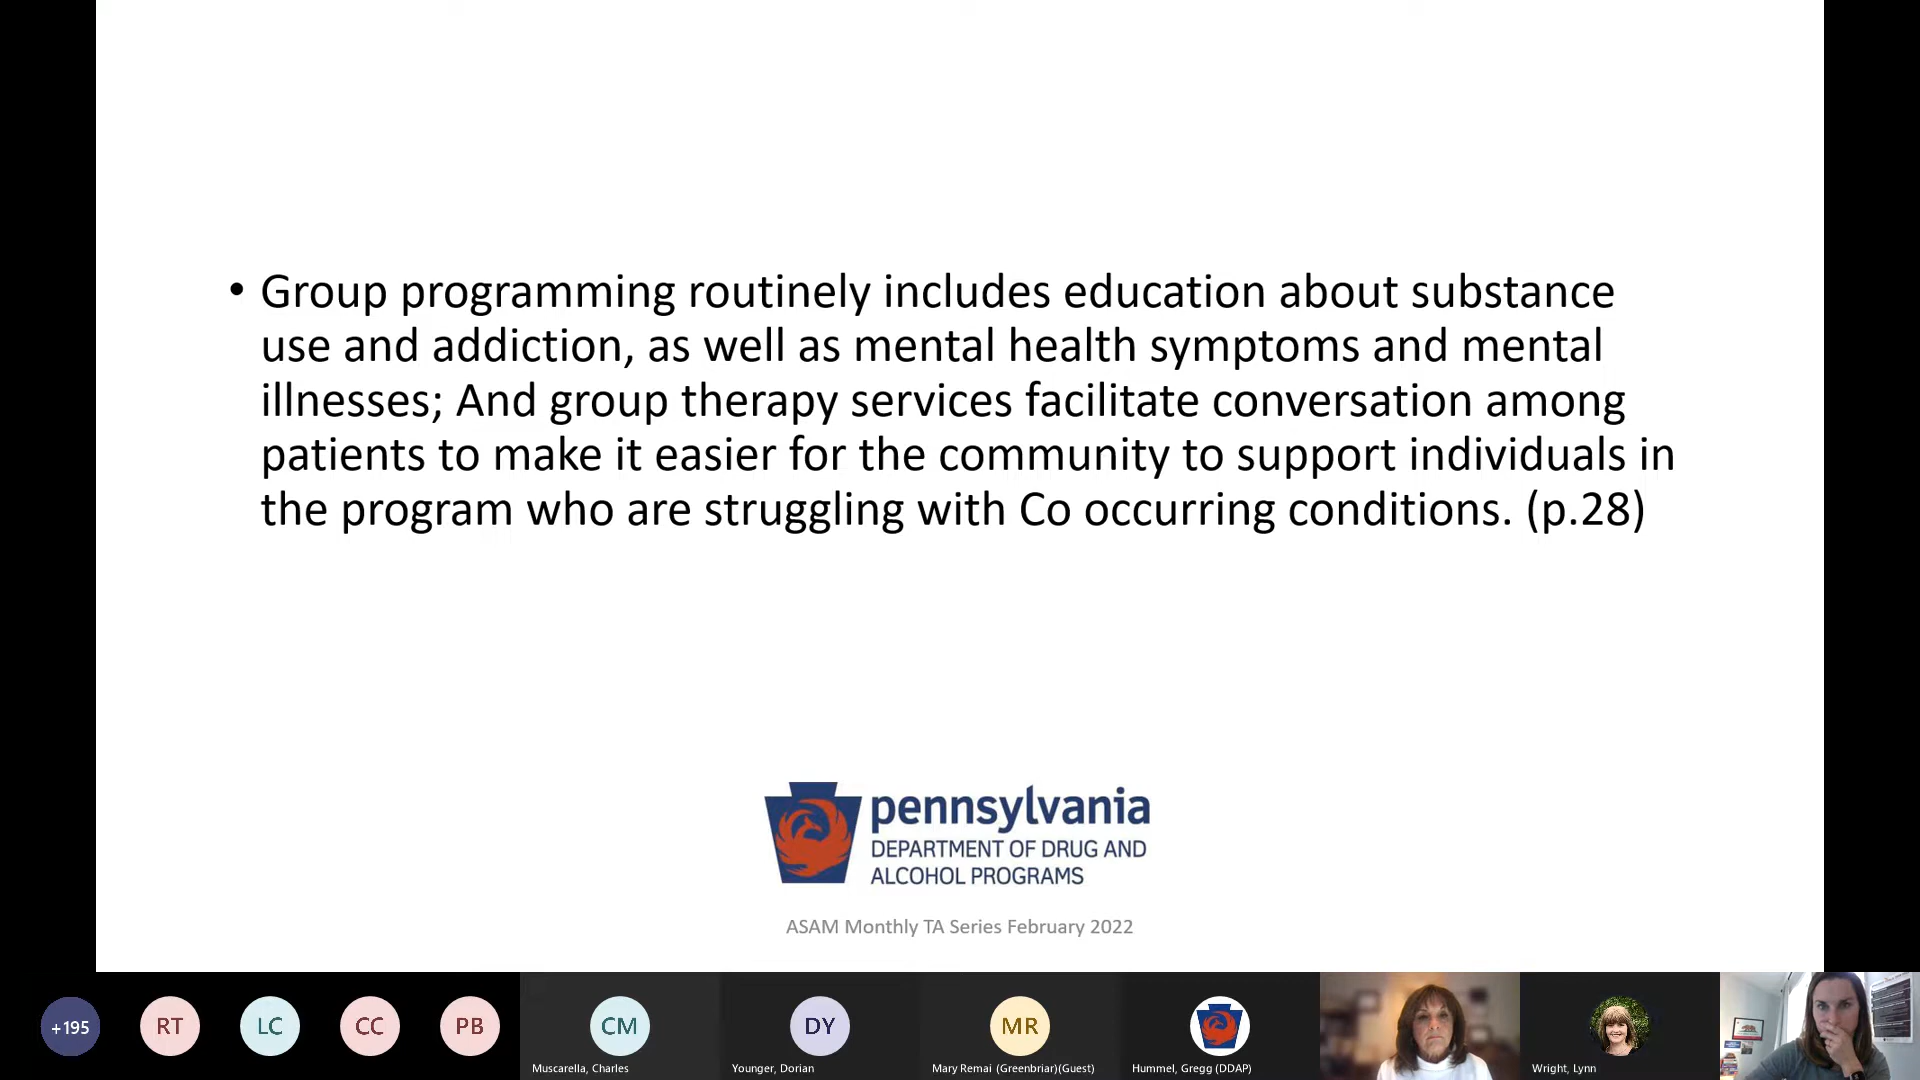 • Group programming routinely includes education about substance
use and addiction, as well as mental health symptoms and mental
illnesses; And group therapy services facilitate conversation among
patients to make it easier for the community to support individuals in
the program who are struggling with Co occurring conditions. (p.28)
pennsylvania
DEPARTMENT OF DRUG AND
ALCOHOL PROGRAMS
ASAM Monthly TA Series February 2022
+195
RT
LC
CC
PB
CM
DY
MR
Muscarella, Charles
Younger, Dorian
Mary Remai (Greenbriar)(Guest)
Hummel, Gregg (DDAP)
Wright, Lynn